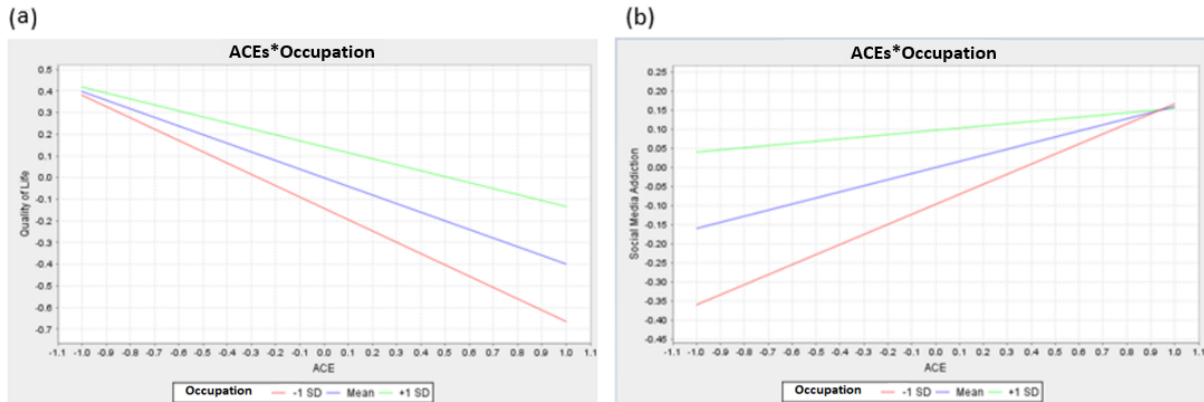 (a)
ACEs*Occupation
0.5
0.4
0.3
0.2
0.1
0.0
-0.1
-0.2
-0.3
-0.4
-0.5
-0.6
-0.7
Quality of Life
-1.1 -1.0 -0.9 -0.8 -0.7 -0.6 -0.5 -0.4 -0.3 -0.2 -0.1 0.0 0.1 0.2 0.3 0.4 0.5 0.6 0.7 0.8 0.9 1.0 1.1
ACE
Occupation -1 SD Mean +1 SD
(b)
ACEs*Occupation
0.25
0.20
0.15
0.10
0.05
0.00
-0.05
-0.10
-0.15
-0.20
-0.25
-0.30
-0.35
-0.40
-0.45
Social Media Addiction
-1.1 -1.0 -0.9 -0.8 -0.7 -0.6 -0.5 -0.4 -0.3 -0.2 -0.1 0.0 0.1 0.2 0.3 0.4 0.5 0.6 0.7 0.8 0.9 1.0 1.1
ACE
Occupation -1 SD Mean +1 SD